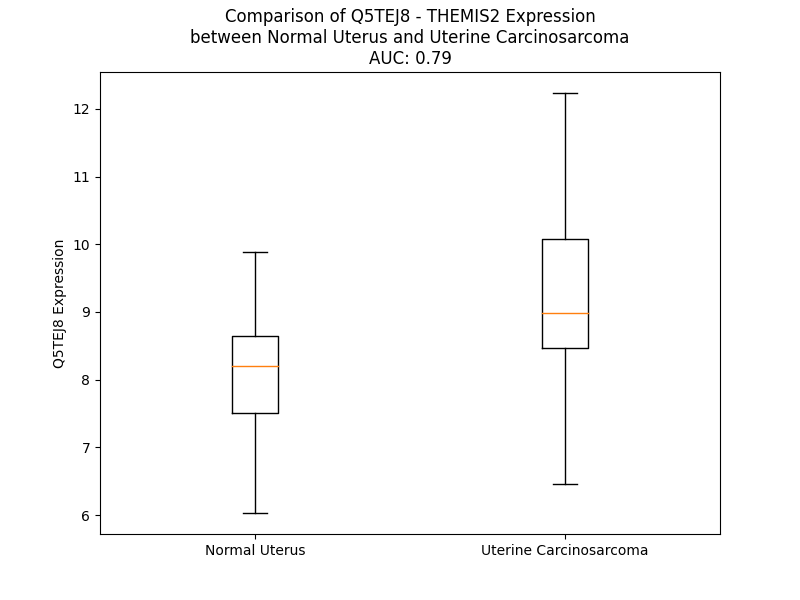 Comparison of Q5TEJ8 - THEMIS2 Expression
between Normal Uterus and Uterine Carcinosarcoma
AUC: 0.79
12
11
10
9
8
7
6
Q5TEJ8 Expression
Normal Uterus
Uterine Carcinosarcoma